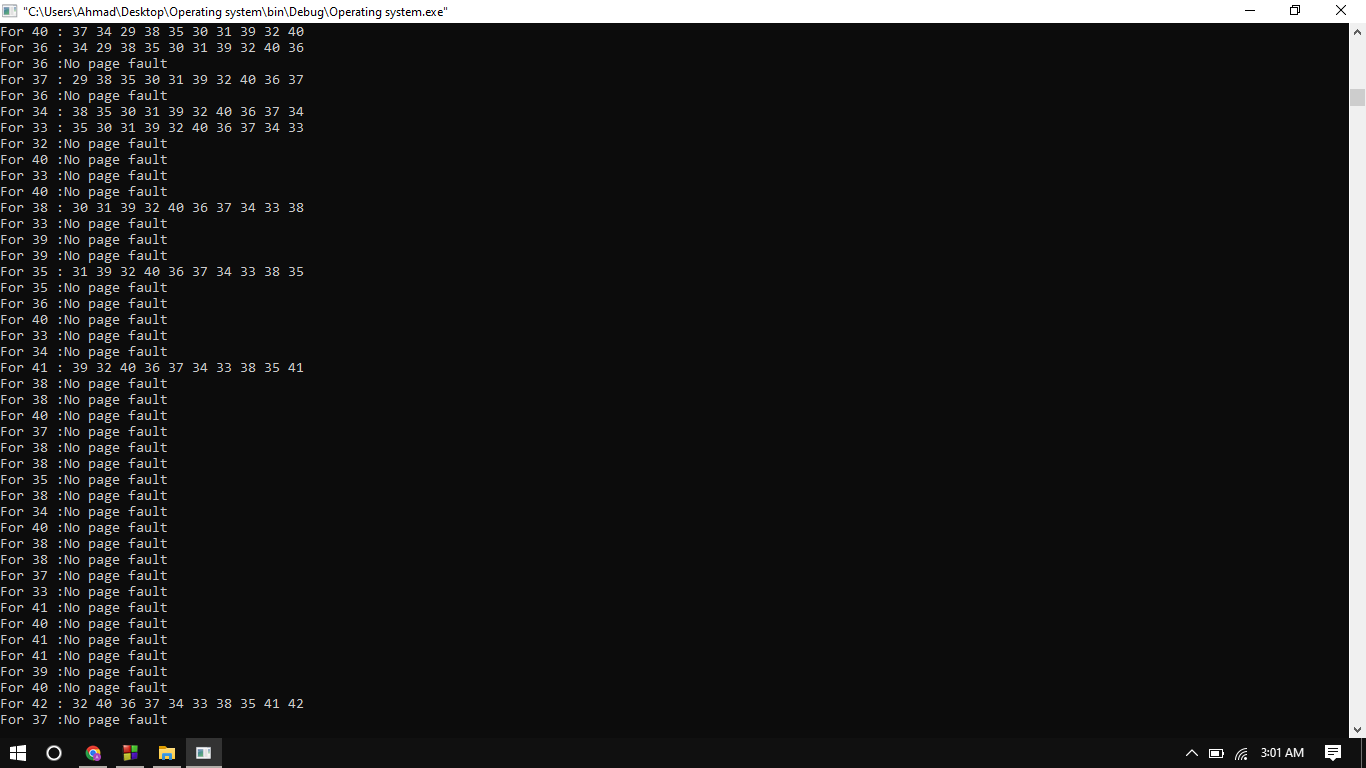 "C:\Users\Ahmad\Desktop\Operating system\bin\Debug\Operating system.exe"
For 40 : 37 34 29 38 35 30 31 39 32 40
For 36 : 34 29 38 35 30 31 39 32 40 36
For 36 :No page fault
For 37 : 29 38 35 30 31 39 32 40 36 37
For 36 :No page fault
For 34 : 38 35 30 31 39 32 40 36 37 34
For 33 : 35 30 31 39 32 40 36 37 34 33
For 32 :No page fault
For 40 :No page fault
For 33 :No page fault
For 40 :No page fault
For 38 : 30 31 39 32 40 36 37 34 33 38
For 33 :No page fault
For 39 :No page fault
For 39 :No page fault
For 35 : 31 39 32 40 36 37 34 33 38 35
For 35 :No page fault
For 36 :No page fault
For 40 :No page fault
For 33 :No page fault
For 34 :No page fault
For 41 : 39 32 40 36 37 34 33 38 35 41
For 38 :No page fault
For 38 :No page fault
For 40 :No page fault
For 37 :No page fault
For 38 :No page fault
For 38 :No page fault
For 35 :No page fault
For 38 :No page fault
For 34 :No page fault
For 40 :No page fault
For 38 :No page fault
For 38 :No page fault
For 37 :No page fault
For 33 :No page fault
For 41 :No page fault
For 40 :No page fault
For 41 :No page fault
For 41 :No page fault
For 39 :No page fault
For 40 :No page fault
For 42 : 32 40 36 37 34 33 38 35 41 42
For 37 :No page fault
3:01 AM